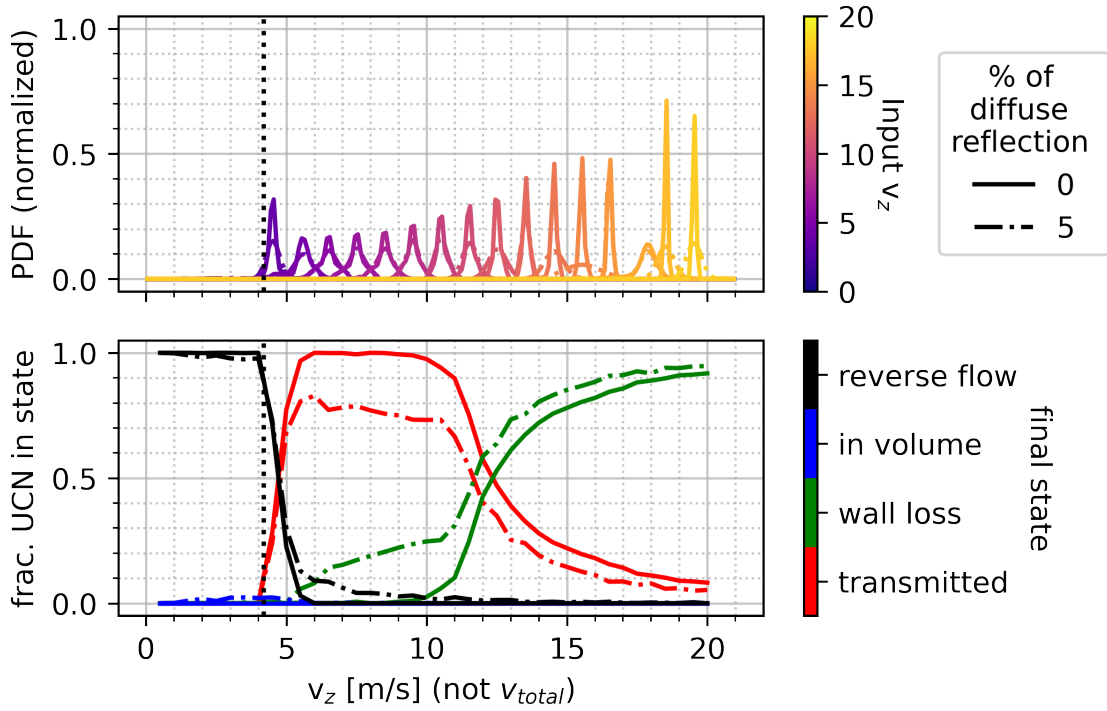 PDF (normalized)
1.0
0.5
0.0
20
15
10
5
0
Input v_z
% of
diffuse
reflection
0
5
frac. UCN in state
1.0
0.5
0.0
0
5
10
15
20
v_z [m/s] (not v_total)
reverse flow
in volume
wall loss
transmitted
final state